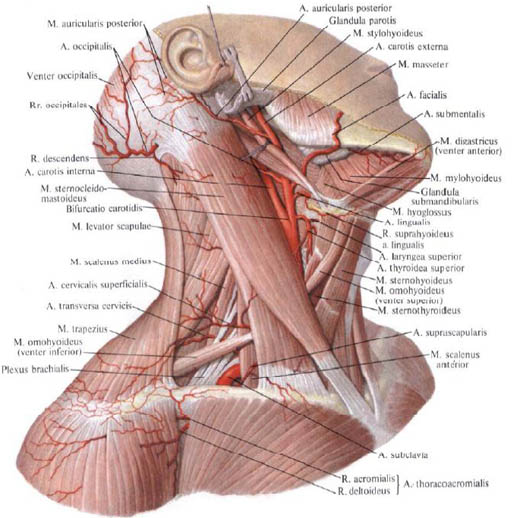 M. auricularis posterior
A. occipitalis
Venter occipitalis
Rr. occipitales
R. descendens
A. carotis interna
M. sternocleido
mastoideus
Bifurcatio carotidis
M. levator scapulae
M. scalenus medius
A. cervicalis superficialis
A. transversa cervicis
M. trapezius
M. omohyoideus
(venter inferior)
Plexus brachialis
A. auricularis posterior
Glandula parotis
M. stylohyoideus
A. carotis externa
M. masseter
A. facialis
A. submentalis
M. digastricus
(venter anterior)
M. mylohyoideus
Glandula
submandibularis
M. hyoglossus
A. lingualis
R. suprahyoideus
a. lingualis
A. laryngea superior
A. thyroidea superior
M. sternohyoideus
M. omohyoideus
(venter superior)
M. sternothyroideus
A. suprascapularis
M. scalenus
anterior
A. subclavia
R. acromialis
R. deltoideus
A. thoracoacromialis